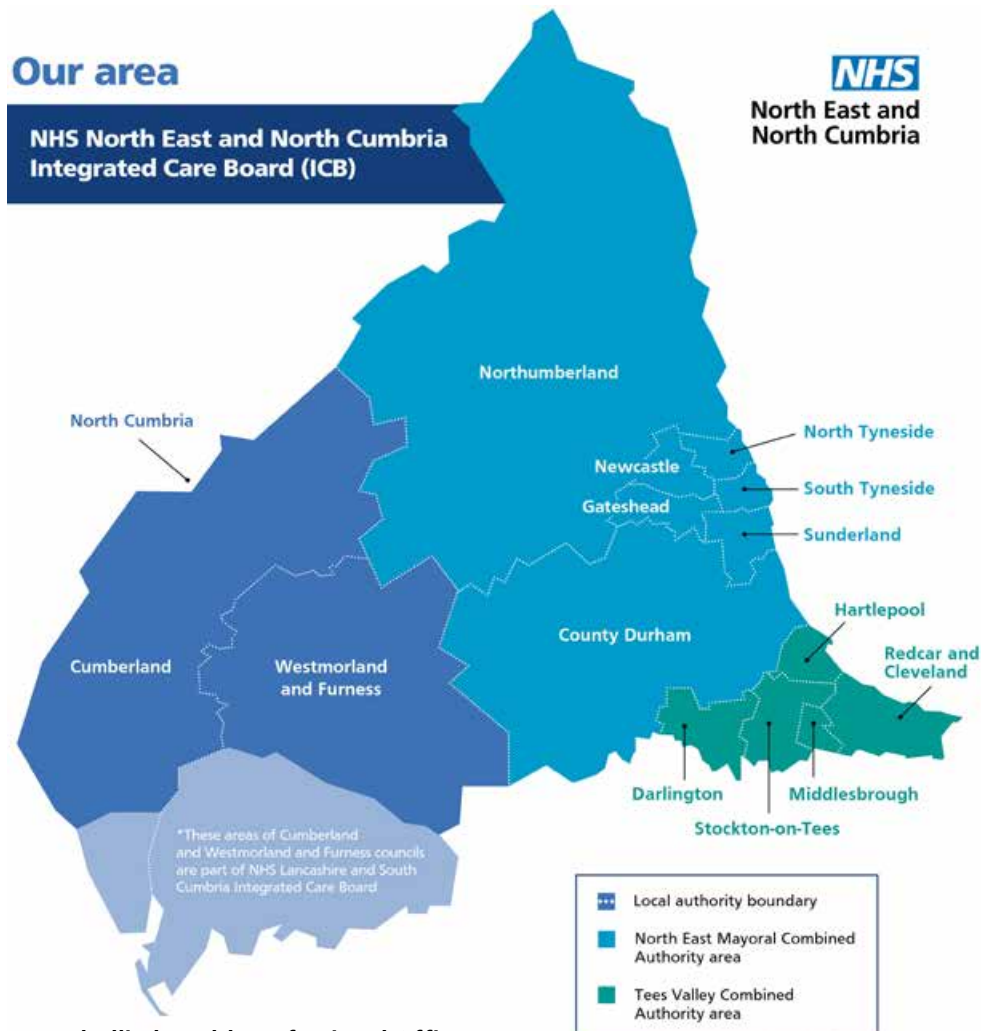 Our area
NHS
North East and
North Cumbria
NHS North East and North Cumbria
Integrated Care Board (ICB)
Northumberland
North Cumbria
North Tyneside
Newcastle
South Tyneside
Gateshead
Sunderland
Hartlepool
County Durham
Redcar and
Cleveland
Cumberland
Westmorland
and Furness
Darlington
Middlesbrough
Stockton-on-Tees
*These areas of Cumberland
and Westmorland and Furness councils
are part of NHS Lancashire and South
Cumbria Integrated Care Board
Local authority boundary
North East Mayoral Combined
Authority area
Tees Valley Combined
Authority area